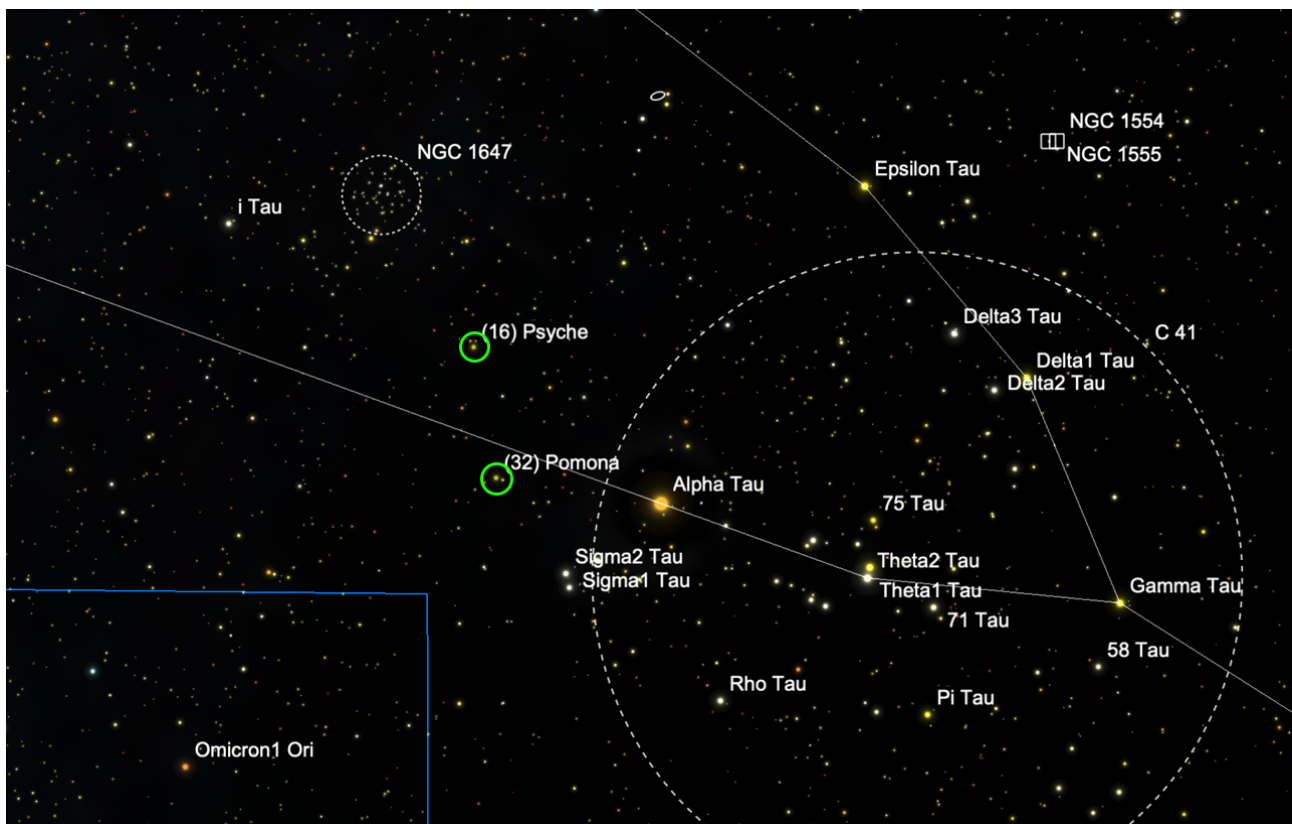 NGC 1554
NGC 1647
NGC 1555
Epsilon Tau
i Tau
Delta3 Tau
(16) Psyche
C 41
Delta1 Tau
Delta2 Tau
(32) Pomona
Alpha Tau
75 Tau
Sigma2 Tau
Theta2 Tau
Sigma1 Tau
Theta1 Tau
Gamma Tau
71 Tau
58 Tau
Rho Tau
Pi Tau
Omicron1 Ori